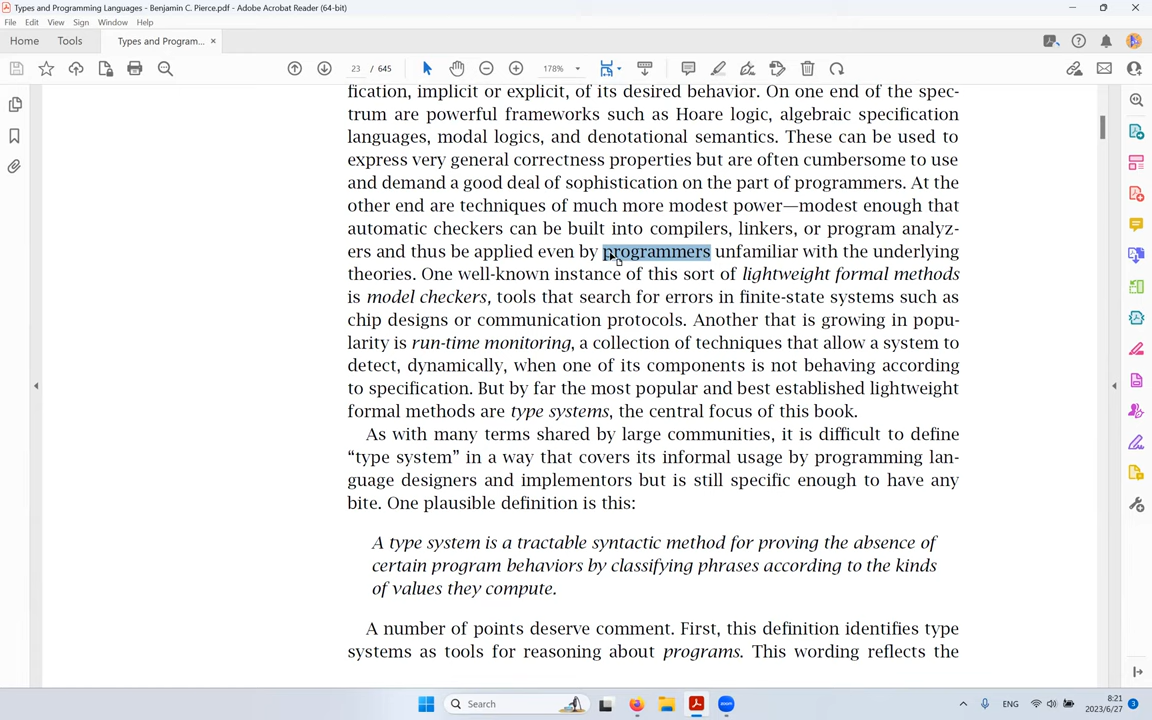 Types and Programming Languages - Benjamin C. Pierce.pdf - Adobe Acrobat Reader (64-bit)
File Edit View Sign Window Help
Home Tools Types and Program... ×
23 / 645 178%
fication, implicit or explicit, of its desired behavior. On one end of the spec-
trum are powerful frameworks such as Hoare logic, algebraic specification
languages, modal logics, and denotational semantics. These can be used to
express very general correctness properties but are often cumbersome to use
and demand a good deal of sophistication on the part of programmers. At the
other end are techniques of much more modest power—modest enough that
automatic checkers can be built into compilers, linkers, or program analyz-
ers and thus be applied even by programmers unfamiliar with the underlying
theories. One well-known instance of this sort of lightweight formal methods
is model checkers, tools that search for errors in finite-state systems such as
chip designs or communication protocols. Another that is growing in popu-
larity is run-time monitoring, a collection of techniques that allow a system to
detect, dynamically, when one of its components is not behaving according
to specification. But by far the most popular and best established lightweight
formal methods are type systems, the central focus of this book.
As with many terms shared by large communities, it is difficult to define
“type system” in a way that covers its informal usage by programming lan-
guage designers and implementors but is still specific enough to have any
bite. One plausible definition is this:
A type system is a tractable syntactic method for proving the absence of
certain program behaviors by classifying phrases according to the kinds
of values they compute.
A number of points deserve comment. First, this definition identifies type
systems as tools for reasoning about programs. This wording reflects the
Search
zoom
ENG
8:21
2023/6/27
3